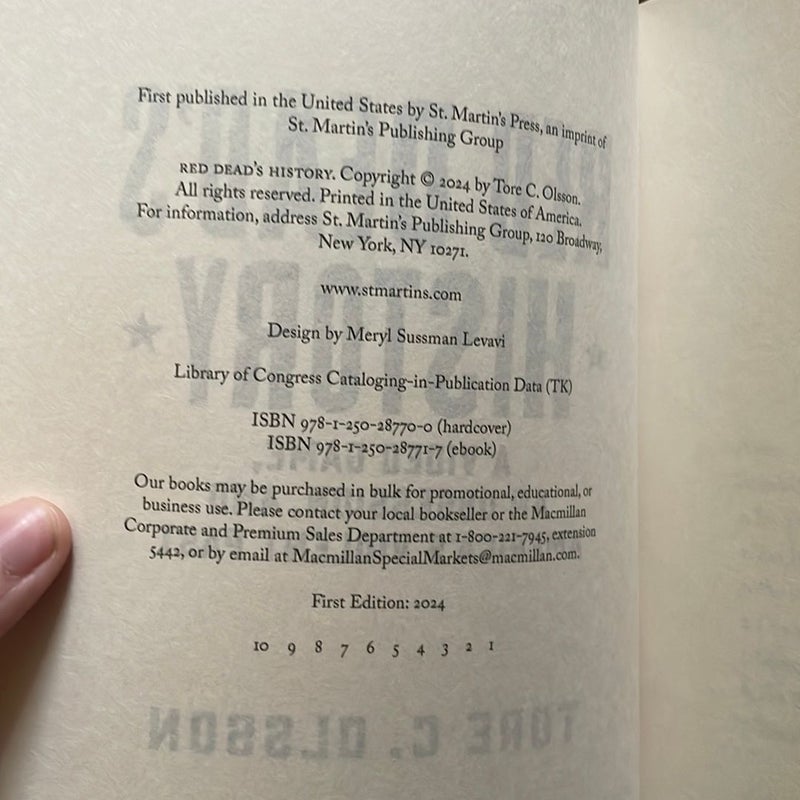 First published in the United States by St. Martin's Press, an imprint of
St. Martin's Publishing Group
RED DEAD'S HISTORY. Copyright © 2024 by Tore C. Olsson.
All rights reserved. Printed in the United States of America.
For information, address St. Martin's Publishing Group, 120 Broadway,
New York, NY 10271.
www.stmartins.com
Design by Meryl Sussman Levavi
Library of Congress Cataloging-in-Publication Data (TK)
ISBN 978-1-250-28770-0 (hardcover)
ISBN 978-1-250-28771-7 (ebook)
Our books may be purchased in bulk for promotional, educational, or
business use. Please contact your local bookseller or the Macmillan
Corporate and Premium Sales Department at 1-800-221-7945, extension
5442, or by email at MacmillanSpecialMarkets@macmillan.com.
First Edition: 2024
10 9 8 7 6 5 4 3 2 1
TORE C. OLSSON